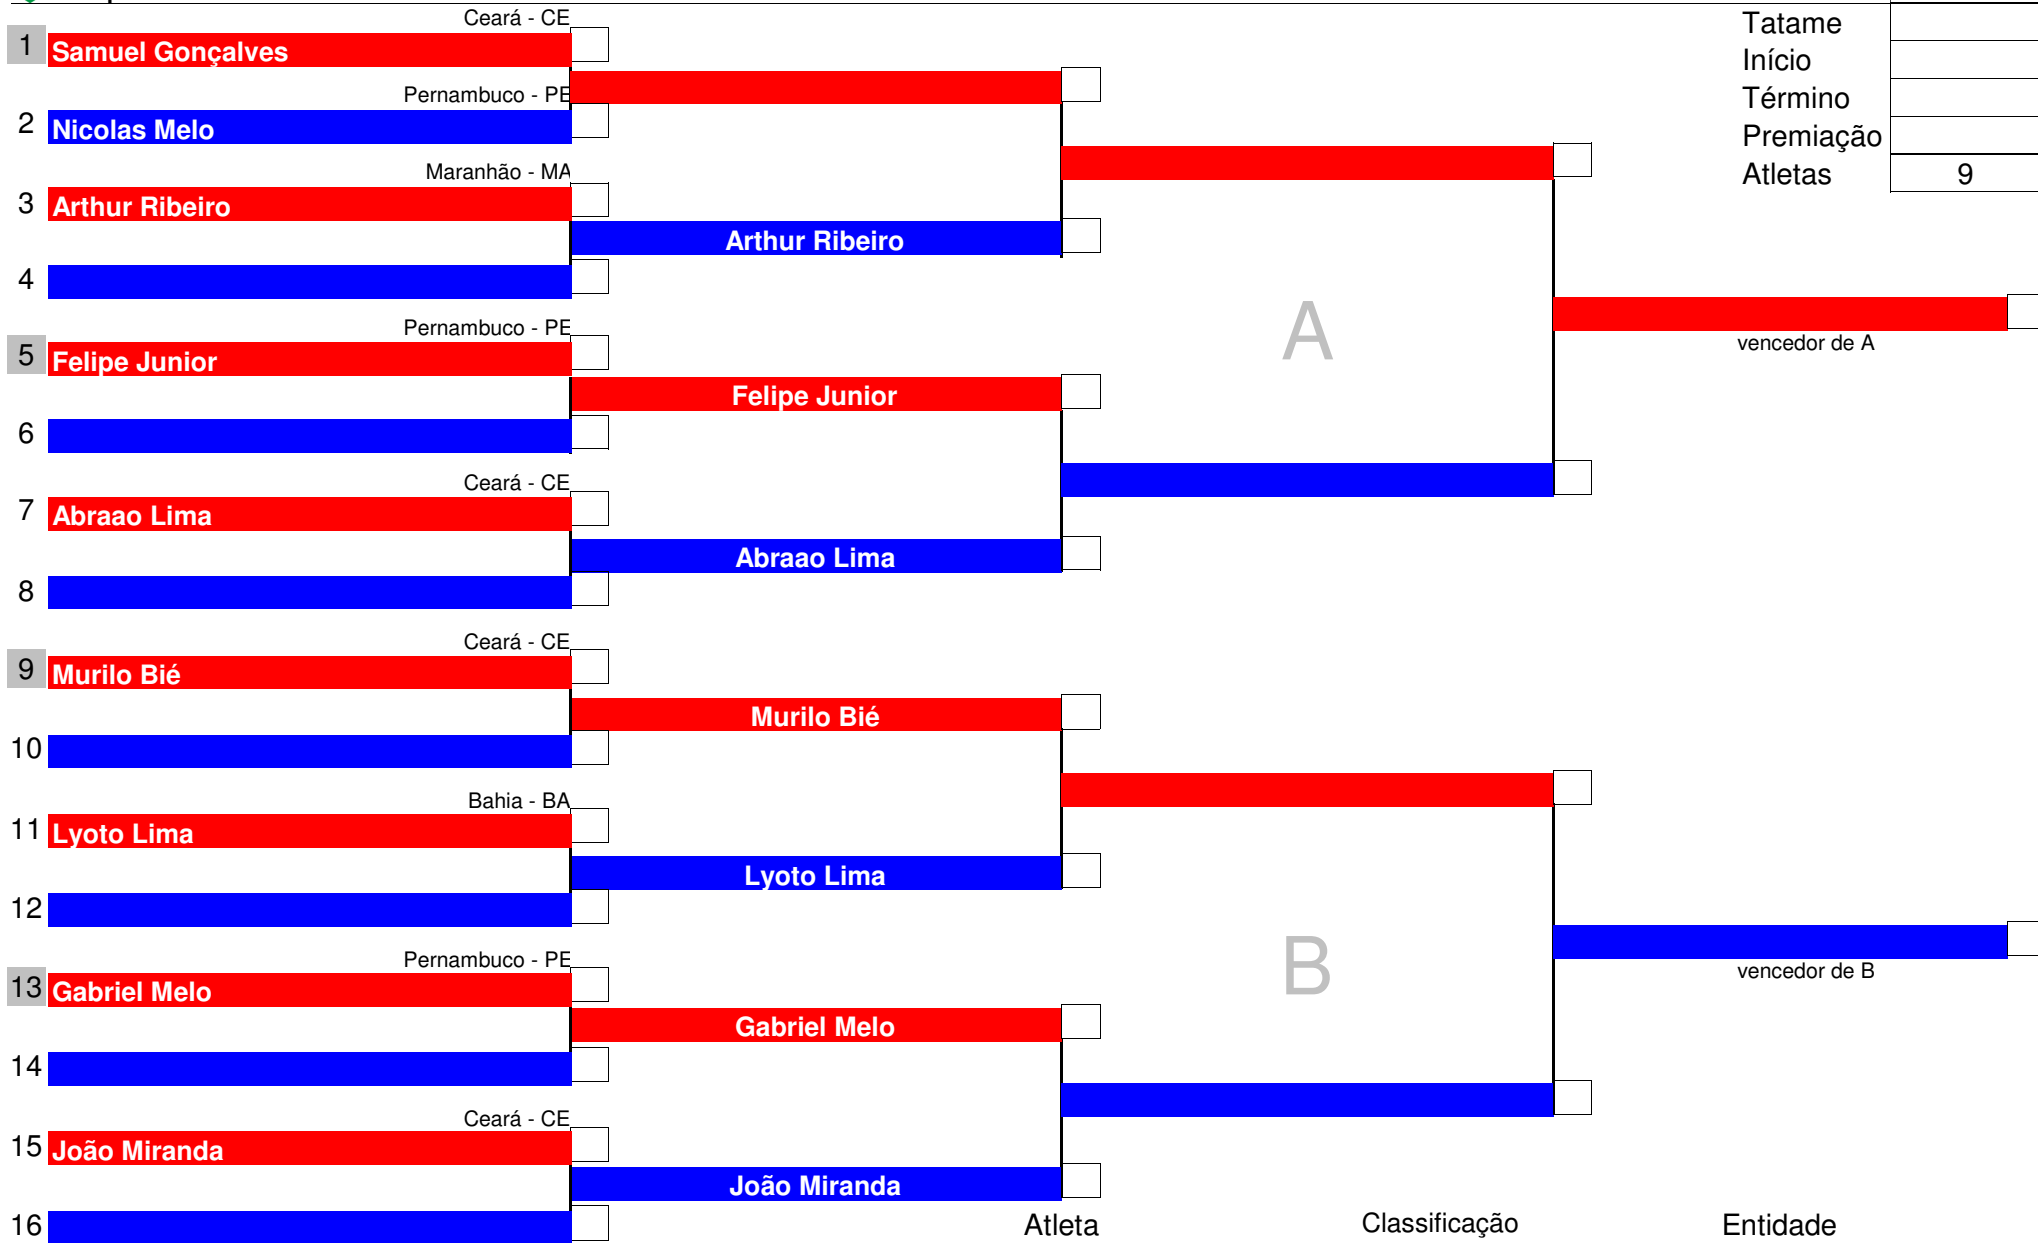 Ceará - CE
1 Samuel Gonçalves
Pernambuco - PE
2 Nicolas Melo
Maranhão - MA
3 Arthur Ribeiro
Arthur Ribeiro
4
Pernambuco - PE
5 Felipe Junior
Felipe Junior
6
Ceará - CE
7 Abraao Lima
Abraao Lima
8
Ceará - CE
9 Murilo Bié
Murilo Bié
10
Bahia - BA
11 Lyoto Lima
Lyoto Lima
12
Pernambuco - PE
13 Gabriel Melo
Gabriel Melo
14
Ceará - CE
15 João Miranda
João Miranda
16
A
B
Tatame
Início
Término
Premiação
Atletas 9
vencedor de A
vencedor de B
Atleta Classificação Entidade